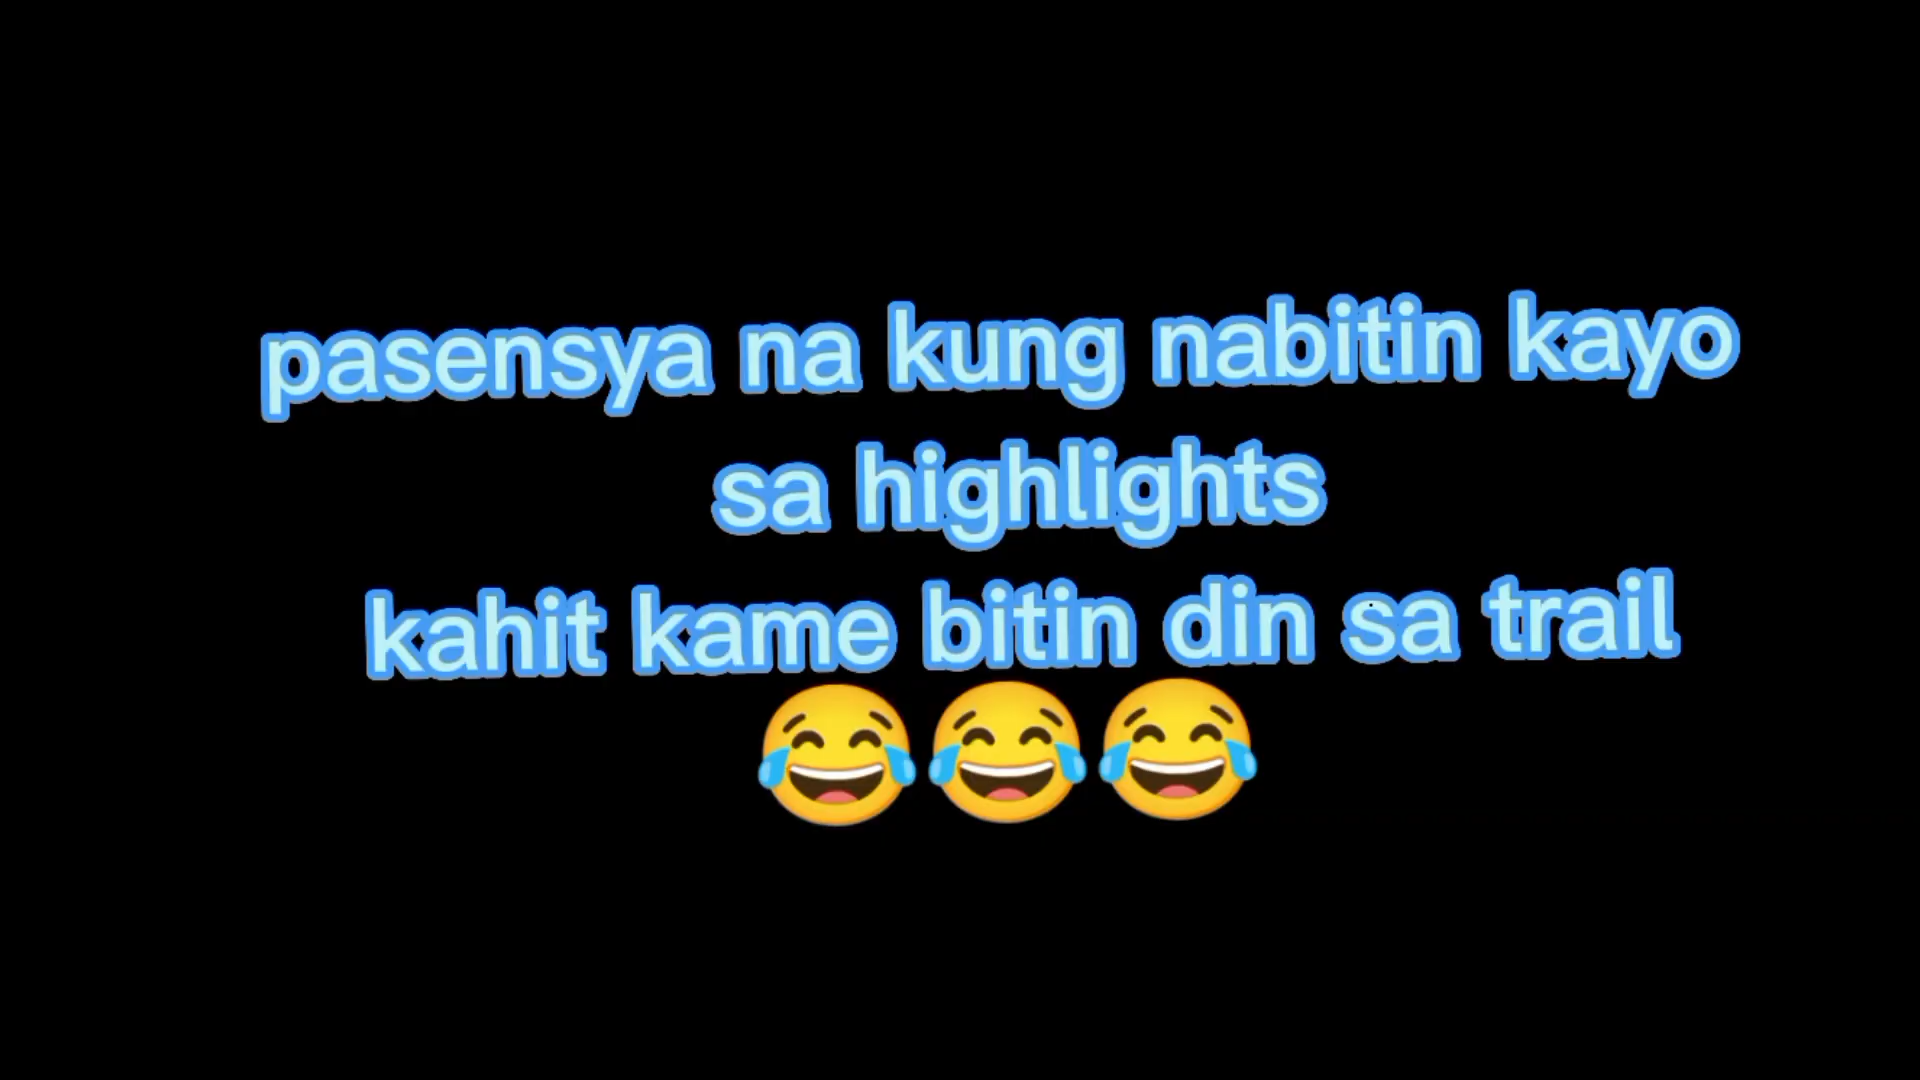 pasensya na kung nabitin kayo
sa highlights
kahit kame bitin din sa trail
😂😂😂